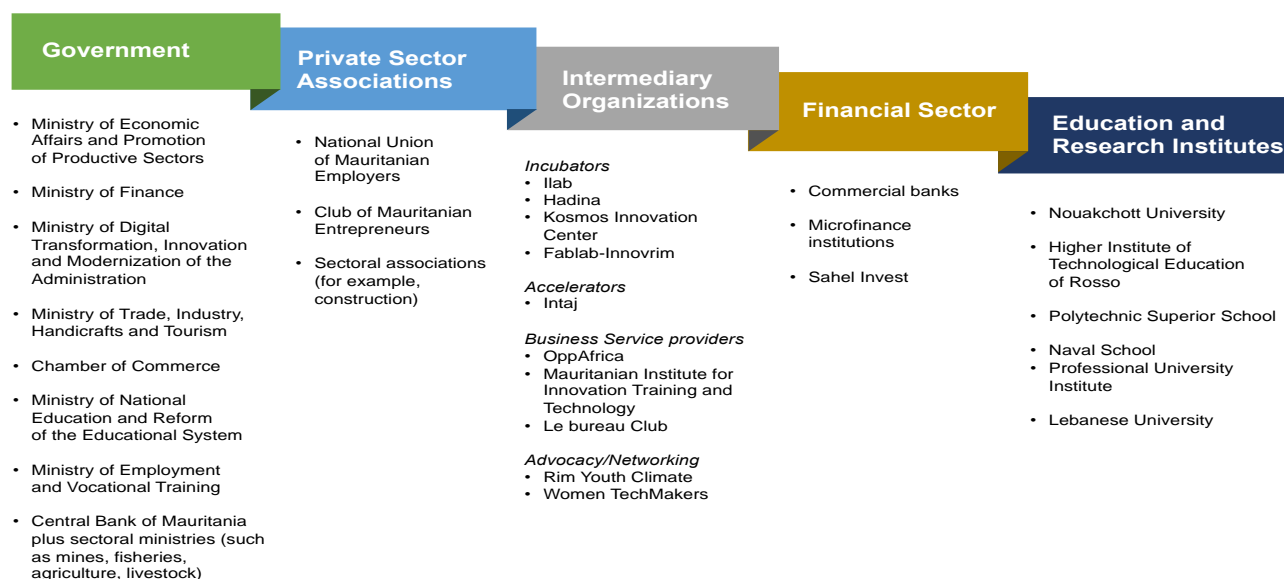 Government
• Ministry of Economic
Affairs and Promotion
of Productive Sectors
• Ministry of Finance
• Ministry of Digital
Transformation, Innovation
and Modernization of the
Administration
• Ministry of Trade, Industry,
Handicrafts and Tourism
• Chamber of Commerce
• Ministry of National
Education and Reform
of the Educational System
• Ministry of Employment
and Vocational Training
• Central Bank of Mauritania
plus sectoral ministries (such
as mines, fisheries,
agriculture, livestock)
Private Sector
Associations
• National Union
of Mauritanian
Employers
• Club of Mauritanian
Entrepreneurs
• Sectoral associations
(for example,
construction)
Intermediary
Organizations
Incubators
• Ilab
• Hadina
• Kosmos Innovation
Center
• Fablab-Innovrim
Accelerators
• Intaj
Business Service providers
• OppAfrica
• Mauritanian Institute for
Innovation Training and
Technology
• Le bureau Club
Advocacy/Networking
• Rim Youth Climate
• Women TechMakers
Financial Sector
• Commercial banks
• Microfinance
institutions
• Sahel Invest
Education and
Research Institutes
• Nouakchott University
• Higher Institute of
Technological Education
of Rosso
• Polytechnic Superior School
• Naval School
• Professional University
Institute
• Lebanese University